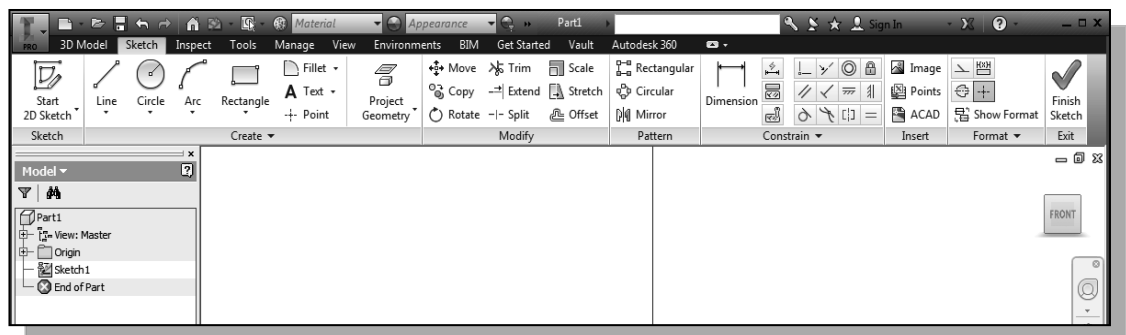 Material Appearance Part1 Sign In
PRO 3D Model Sketch Inspect Tools Manage View Environments BIM Get Started Vault Autodesk 360
Fillet Move Trim Scale Rectangular Image
Text Copy Extend Stretch Circular Points
Start 2D Sketch Line Circle Arc Rectangle Point Project Geometry Rotate Split Offset Mirror Dimension ACAD Show Format Finish Sketch
Sketch Create Modify Pattern Constrain Insert Format Exit
Model
Part1
View: Master
Origin
Sketch1
End of Part
FRONT